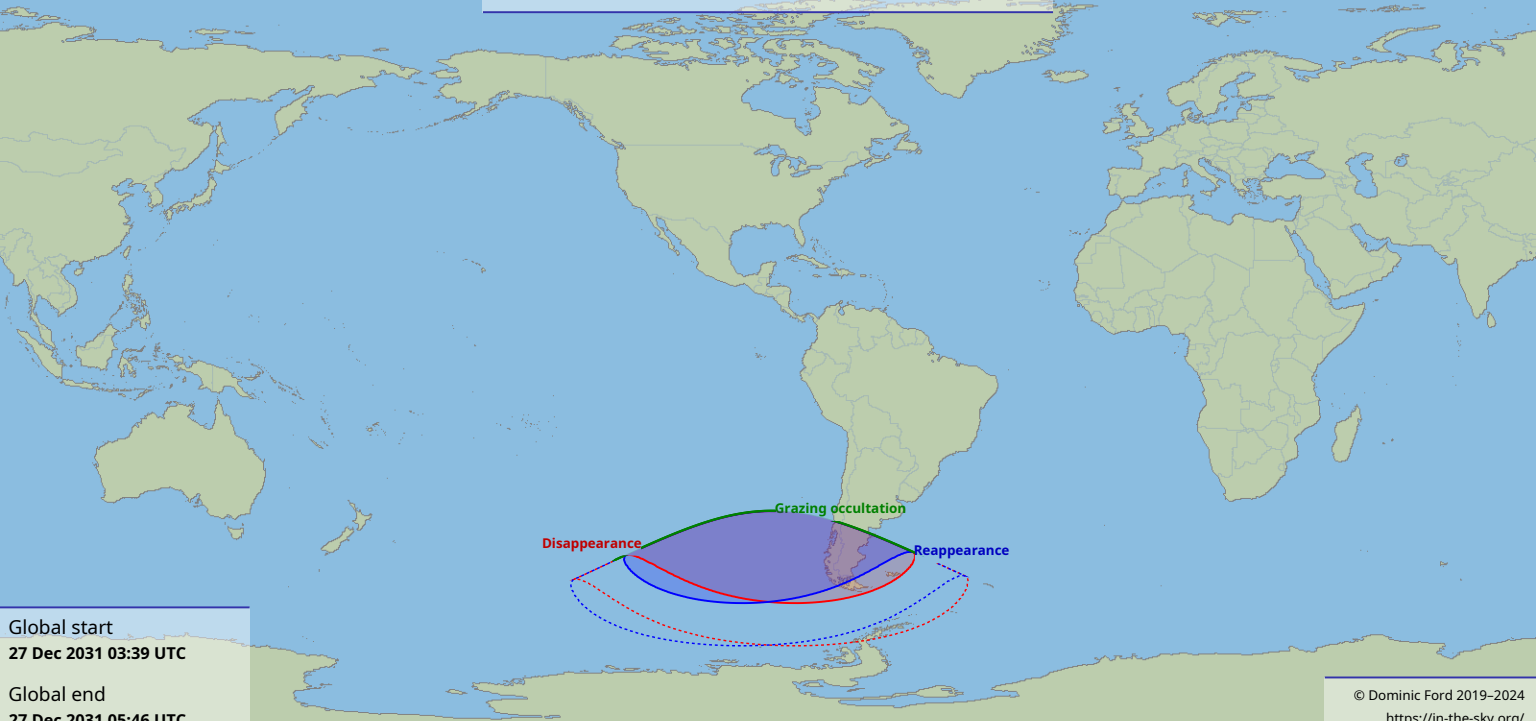 Grazing occultation
Disappearance
Reappearance
Global start
27 Dec 2031 03:39 UTC
Global end
27 Dec 2031 05:46 UTC
© Dominic Ford 2019–2024
https://in-the-sky.org/